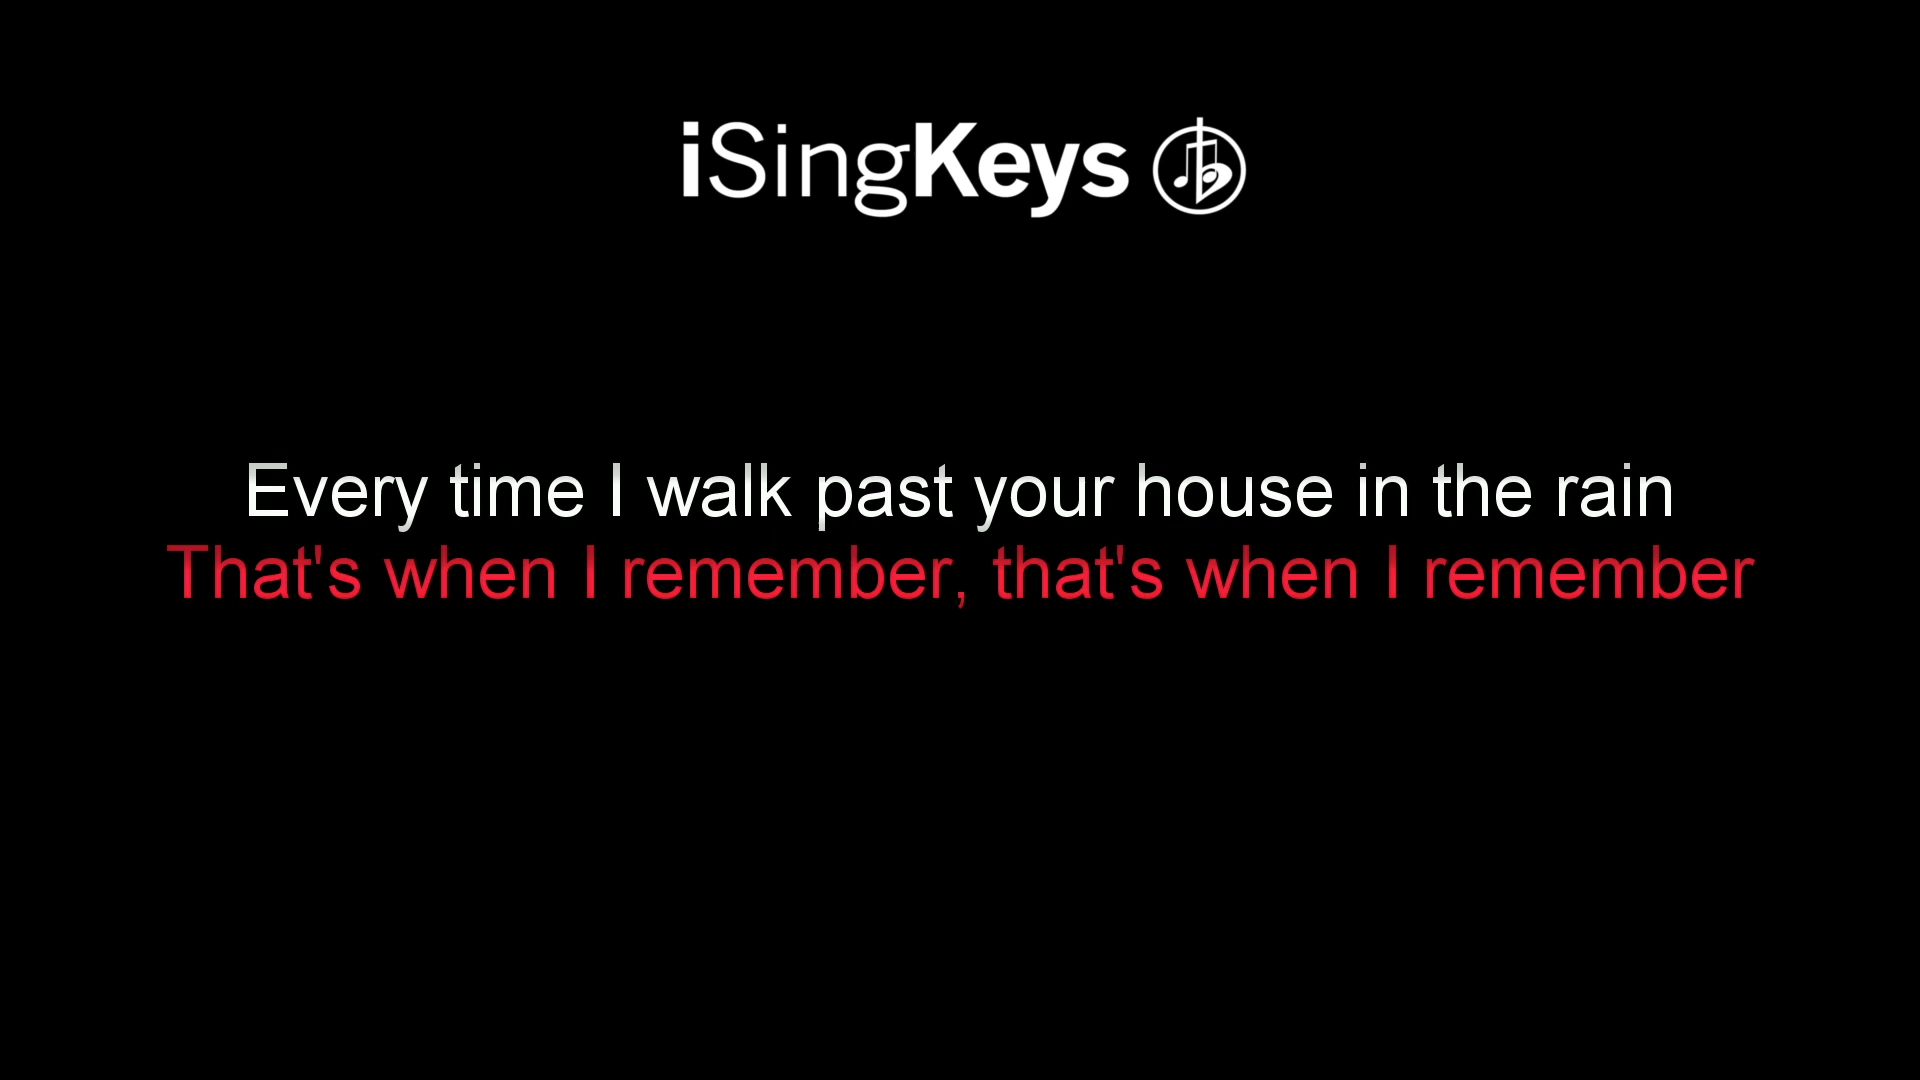 iSingKeys
Every time I walk past your house in the rain
That's when I remember, that's when I remember